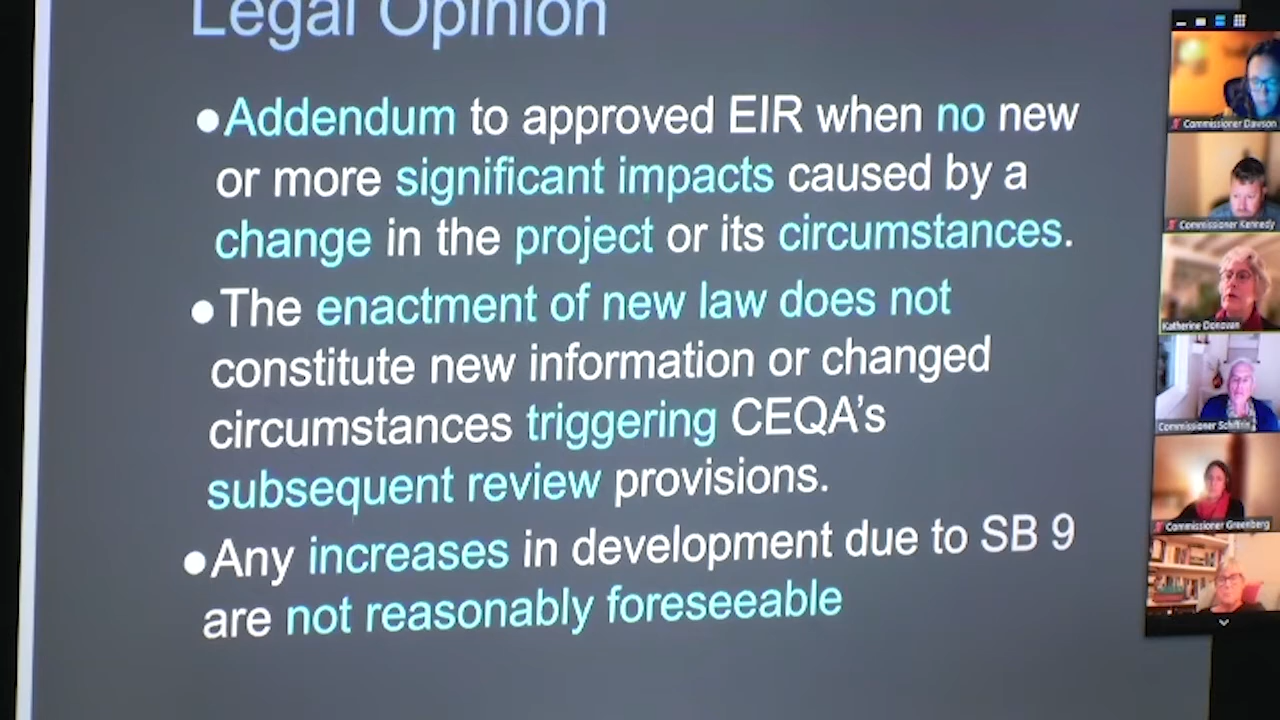 Legal Opinion
●Addendum to approved EIR when no new
or more significant impacts caused by a
change in the project or its circumstances.
●The enactment of new law does not
constitute new information or changed
circumstances triggering CEQA’s
subsequent review provisions.
●Any increases in development due to SB 9
are not reasonably foreseeable
Commissioner Dawson
Commissioner Kennedy
Katherine Donovan
Commissioner Schiffrin
Commissioner Greenberg